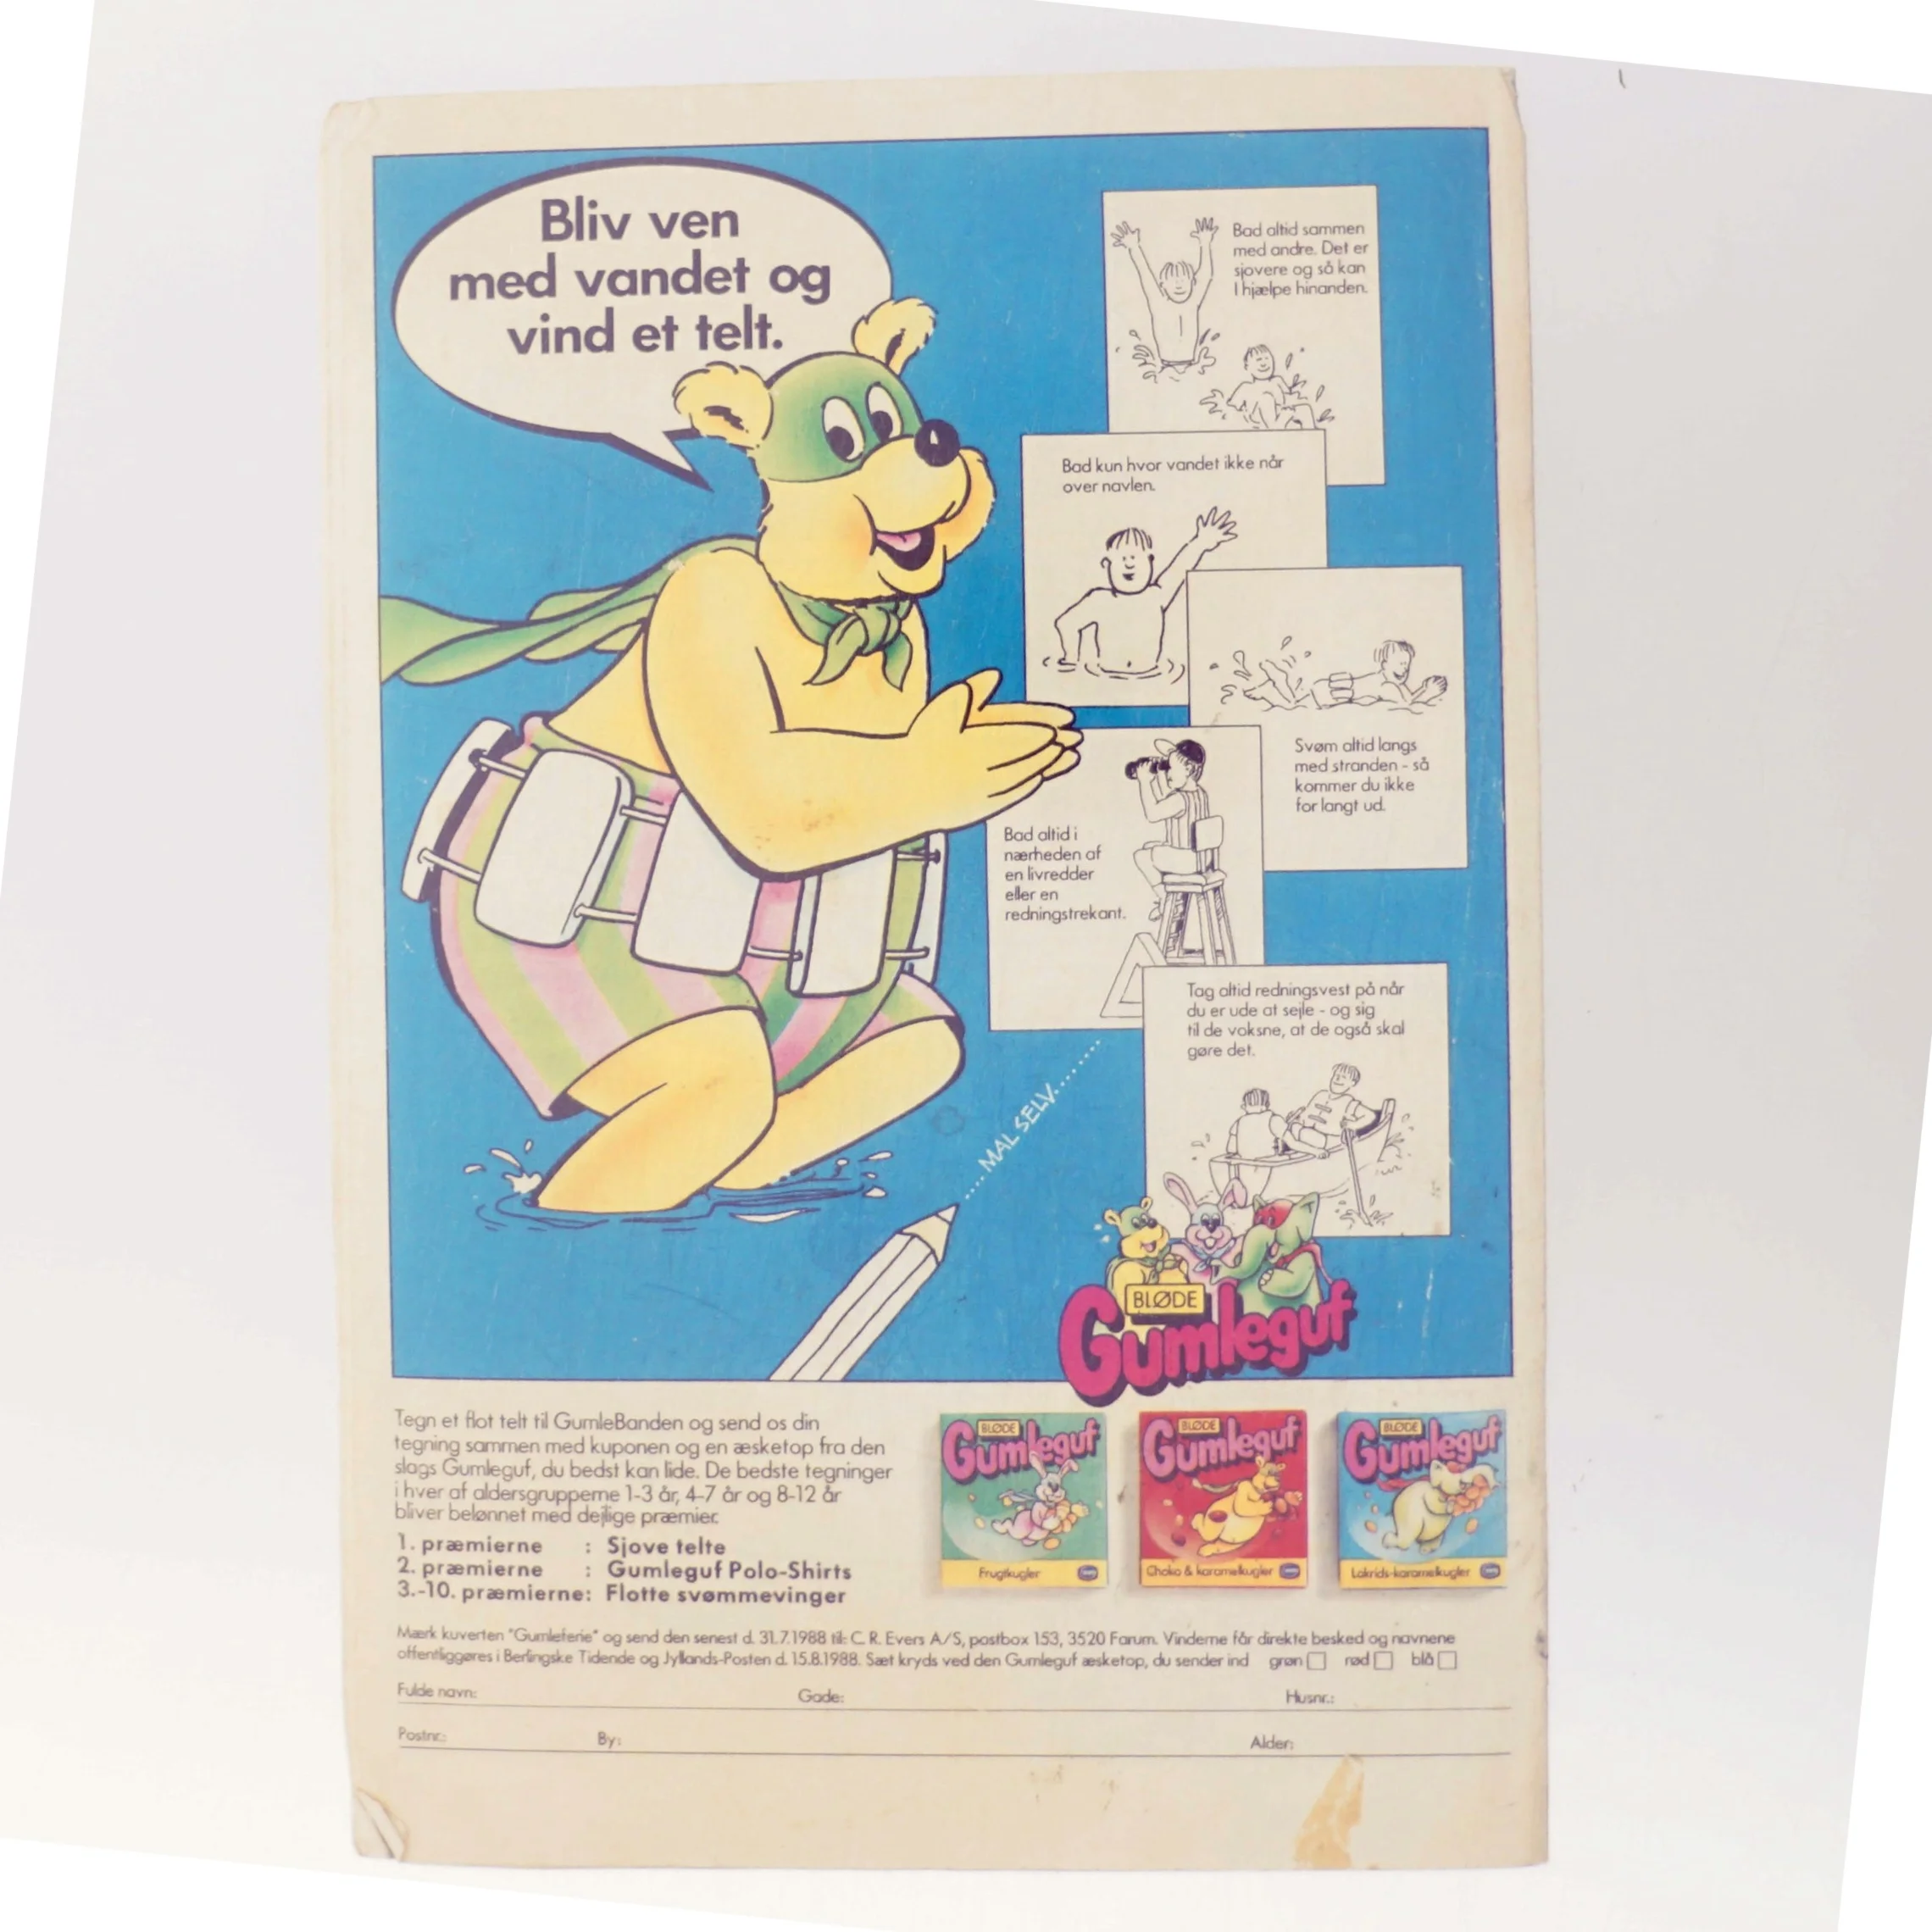 Bliv ven
med vandet og
vind et telt.
Bad altid sammen
med andre. Det er
sjovere og så kan
I hjælpe hinanden.
Bad kun hvor vandet ikke når
over navlen.
Svøm altid langs
med stranden - så
kommer du ikke
for langt ud.
Bad altid i
nærheden af
en livredder
eller en
redningstrekant.
Tag altid redningsvest på når
du er ude at sejle - og sig
til de voksne, at de også skal
gøre det.
....MAL SELV........
BLØDE
Gumleguf
Tegn et flot telt til GumleBanden og send os din
tegning sammen med kuponen og en æsketop fra den
slags Gumleguf, du bedst kan lide. De bedste tegninger
i hver af aldersgrupperne 1-3 år, 4-7 år og 8-12 år
bliver belønnet med dejlige præmier.
1. præmierne : Sjove telte
2. præmierne : Gumleguf Polo-Shirts
3.-10. præmierne: Flotte svømmevinger
BLØDE
Gumleguf
Frugtkugler
BLØDE
Gumleguf
Choko & karamelkugler
BLØDE
Gumleguf
Lakrids-karamelkugler
Mærk kuverten "Gumleferie" og send den senest d. 31.7.1988 til: C. R. Evers A/S, postbox 153, 3520 Farum. Vinderne får direkte besked og navnene
offentliggøres i Berlingske Tidende og Jyllands-Posten d. 15.8.1988. Sæt kryds ved den Gumleguf æsketop, du sender ind grøn rød blå
Fulde navn: Gade: Husnr.:
Postnr.: By: Alder: